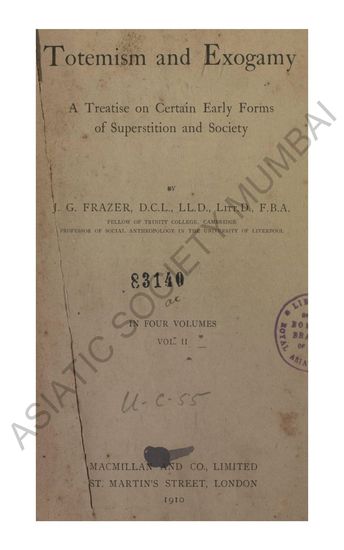 Totemism and Exogamy
A Treatise on Certain Early Forms
of Superstition and Society
BY
J. G. FRAZER, D.C.L., LL.D., LITT.D., F.B.A.
FELLOW OF TRINITY COLLEGE, CAMBRIDGE
PROFESSOR OF SOCIAL ANTHROPOLOGY IN THE UNIVERSITY OF LIVERPOOL
83140
IN FOUR VOLUMES
VOL. II
U-C-55
MACMILLAN AND CO., LIMITED
ST. MARTIN'S STREET, LONDON
1910
ASIATIC SOCIETY MUMBAI